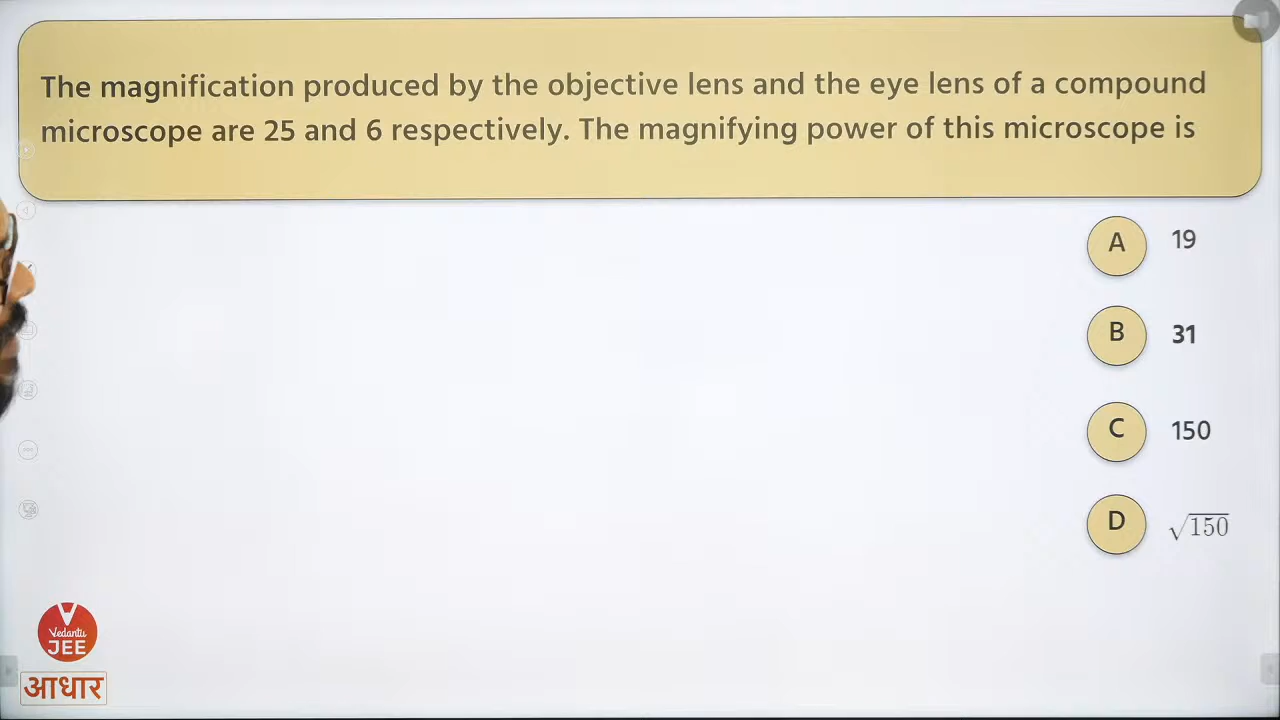 The magnification produced by the objective lens and the eye lens of a compound
microscope are 25 and 6 respectively. The magnifying power of this microscope is
A 19
B 31
C 150
D √150
Vedantu
JEE
आधार